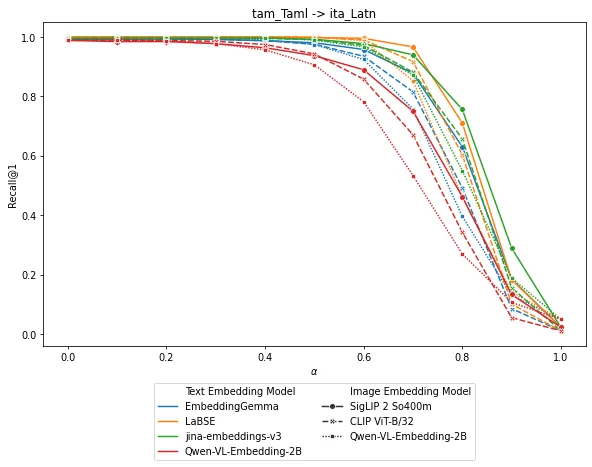 tam_Taml -> ita_Latn
Recall@1
1.0
0.8
0.6
0.4
0.2
0.0
0.0 0.2 0.4 0.6 0.8 1.0
α
Text Embedding Model
EmbeddingGemma
LaBSE
jina-embeddings-v3
Qwen-VL-Embedding-2B
Image Embedding Model
SigLIP 2 So400m
CLIP ViT-B/32
Qwen-VL-Embedding-2B